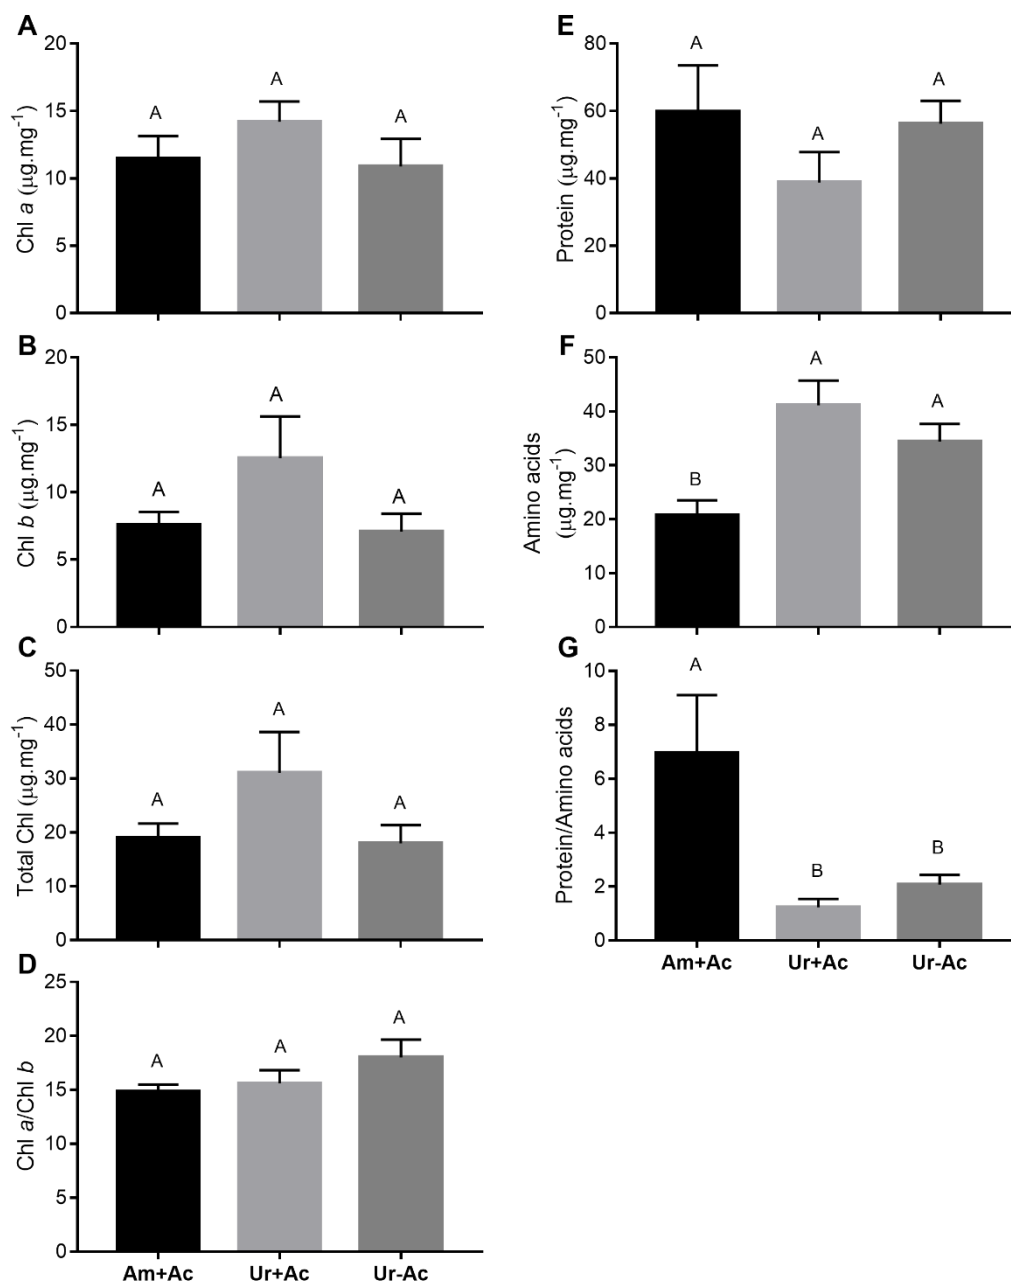 A
Chl a (µg.mg⁻¹)
20
15
10
5
0
A
A
A
B
Chl b (µg.mg⁻¹)
20
15
10
5
0
A
A
A
C
Total Chl (µg.mg⁻¹)
50
40
30
20
10
0
A
A
A
D
Chl a/Chl b
25
20
15
10
5
0
A
A
A
Am+Ac Ur+Ac Ur-Ac
E
Protein (µg.mg⁻¹)
80
60
40
20
0
A
A
A
F
Amino acids
(µg.mg⁻¹)
50
40
30
20
10
0
B
A
A
G
Protein/Amino acids
10
8
6
4
2
0
A
B
B
Am+Ac Ur+Ac Ur-Ac